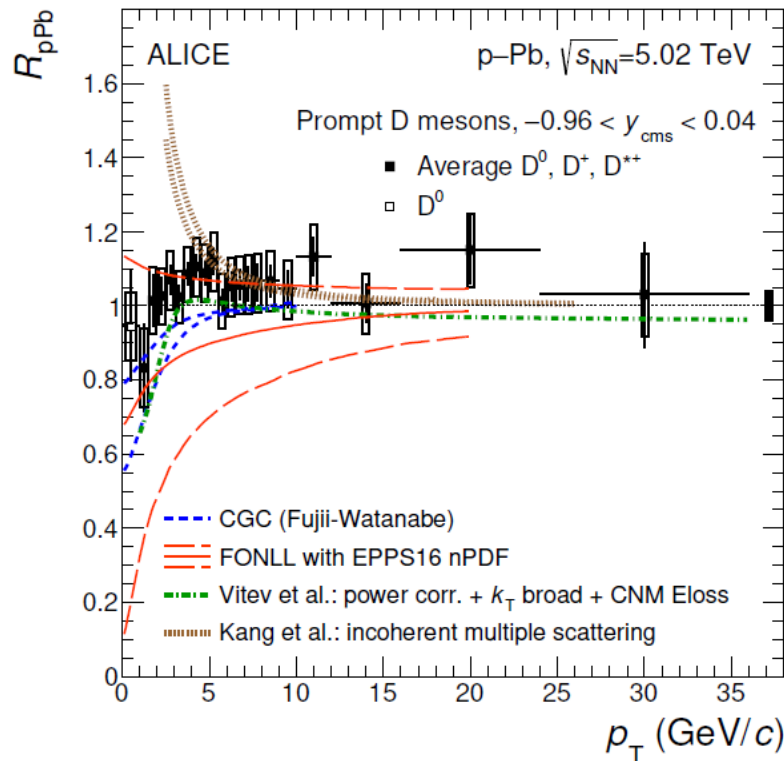 ALICE
p–Pb, √s_NN=5.02 TeV
Prompt D mesons, −0.96 < y_cms < 0.04
Average D⁰, D⁺, D*⁺
D⁰
R_pPb
1.6
1.4
1.2
1
0.8
0.6
0.4
0.2
0
CGC (Fujii-Watanabe)
FONLL with EPPS16 nPDF
Vitev et al.: power corr. + k_T broad + CNM Eloss
Kang et al.: incoherent multiple scattering
0 5 10 15 20 25 30 35
p_T (GeV/c)